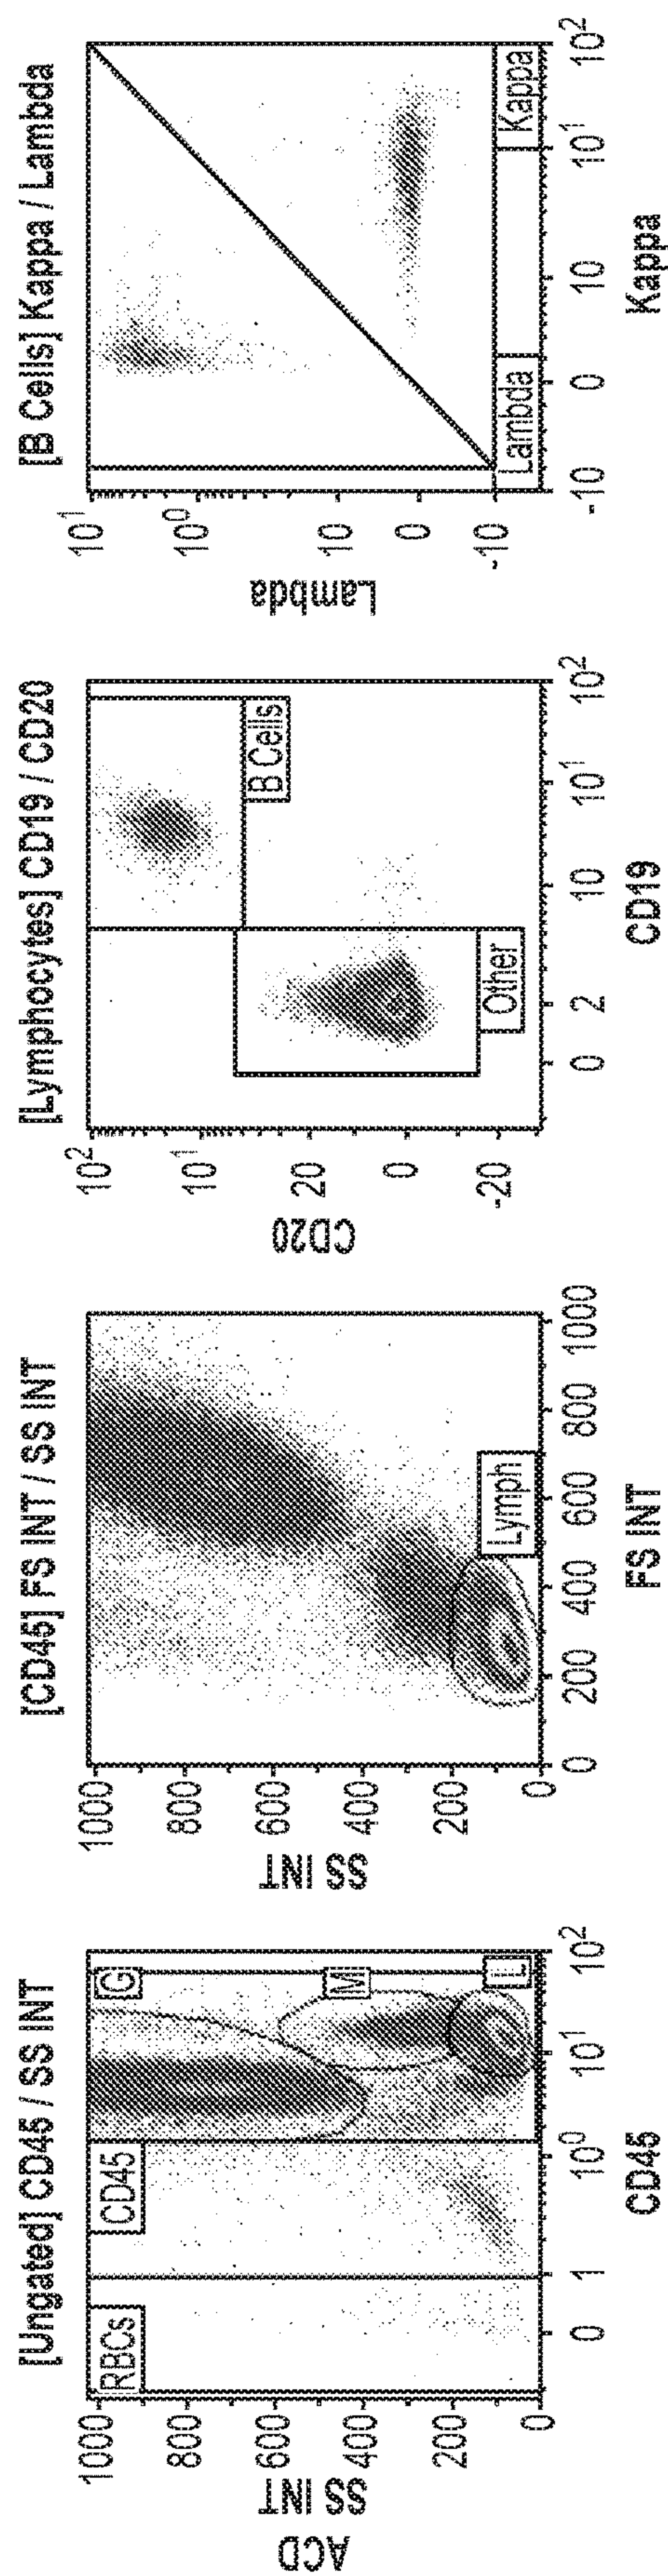 [Ungated] CD45 / SS INT
ACD
SS INT
1000
800
600
400
200
0
RBCs
CD45
G
M
L
0
1
10⁰
10¹
10²
CD45
[CD45] FS INT / SS INT
SS INT
1000
800
600
400
200
0
Lymph
0
200
400
600
800
1000
FS INT
[Lymphocytes] CD19 / CD20
CD20
10²
10¹
20
0
-20
B Cells
Other
0
2
10
10¹
10²
CD19
[B Cells] Kappa / Lambda
Lambda
10¹
10⁰
10
0
-10
Lambda
Kappa
-10
0
10
10¹
10²
Kappa